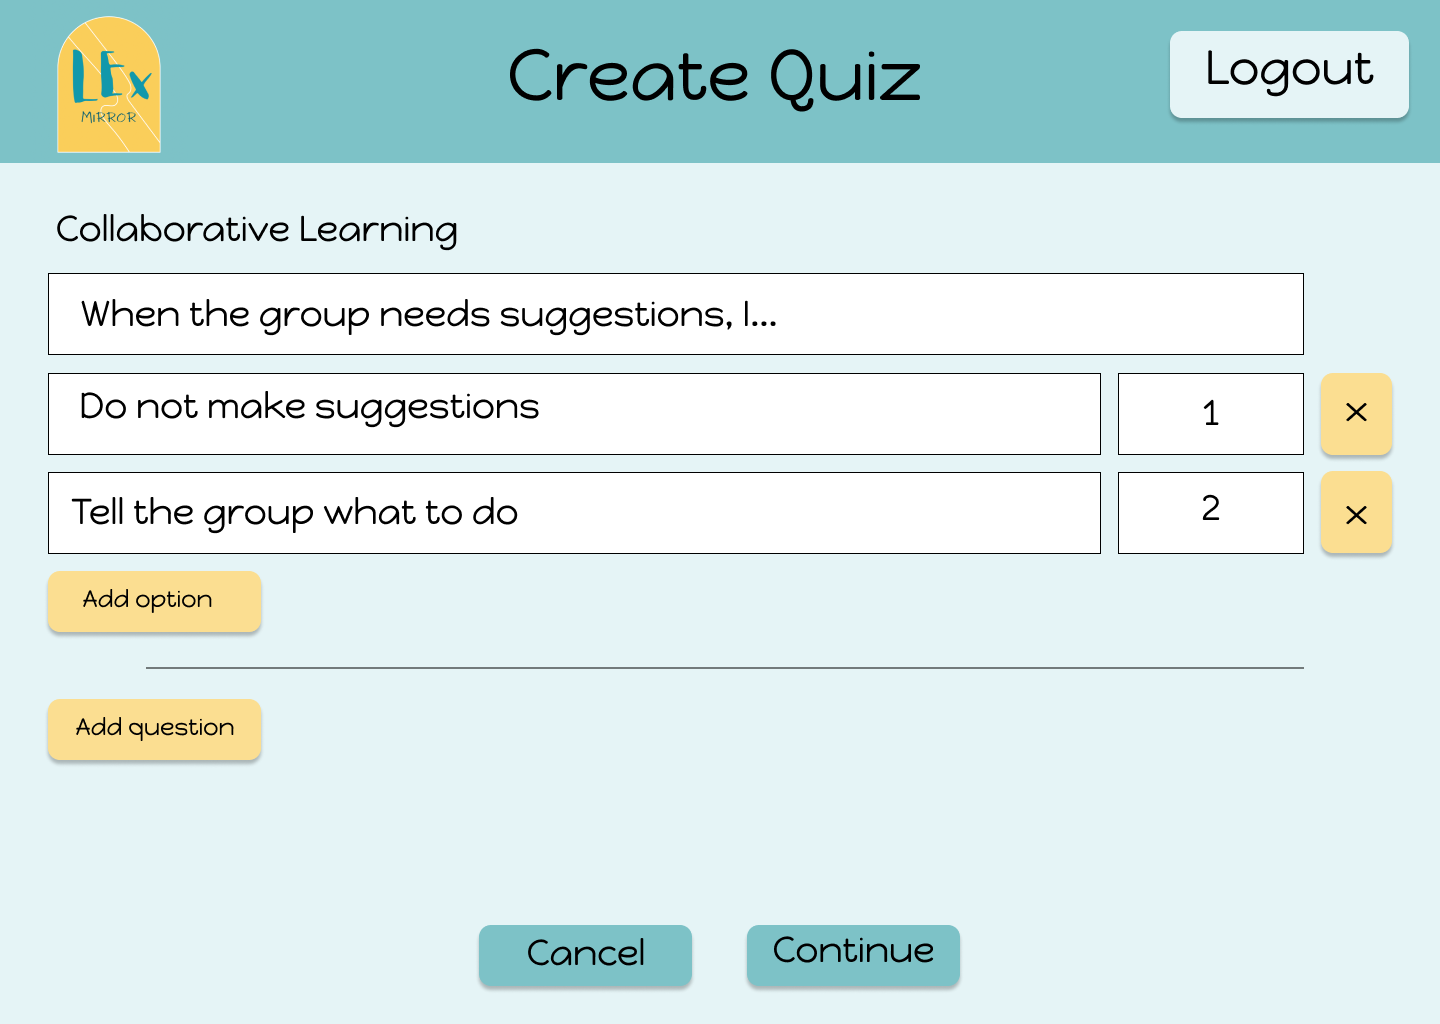 LEx
MIRROR
Create Quiz
Logout
Collaborative Learning
When the group needs suggestions, I...
Do not make suggestions
1
×
Tell the group what to do
2
×
Add option
Add question
Cancel
Continue